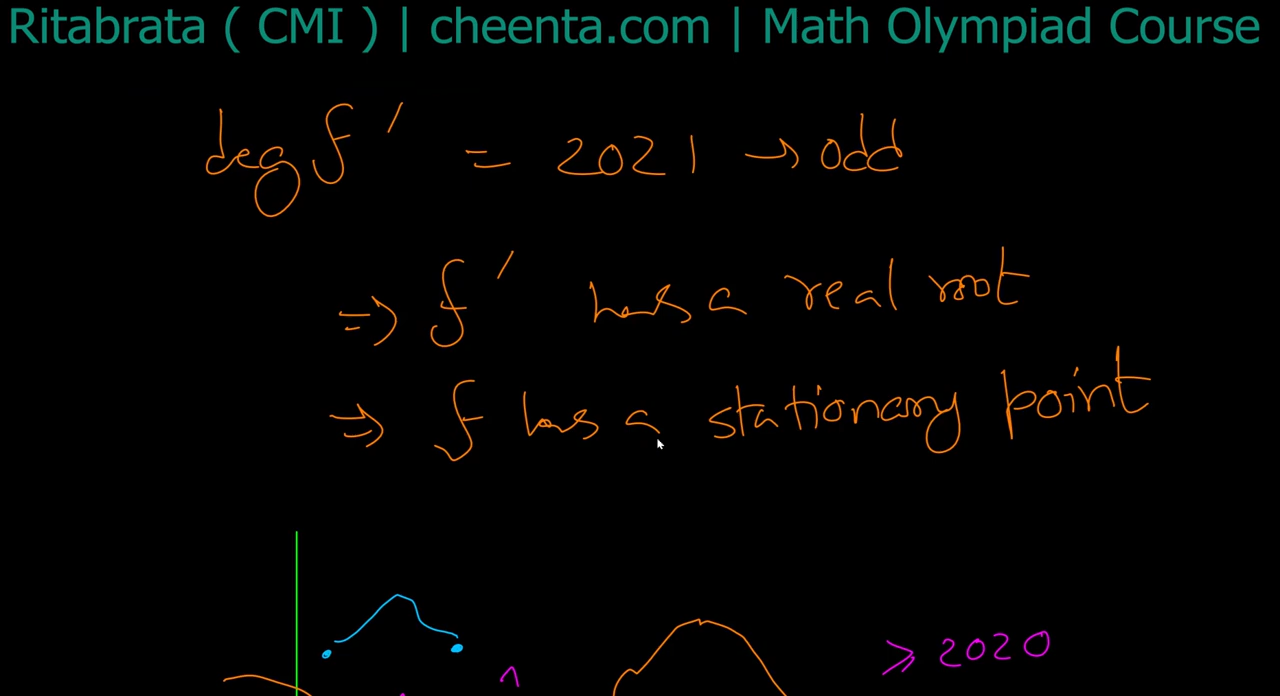 Ritabrata ( CMI ) | cheenta.com | Math Olympiad Course
deg f ′ = 2021 → odd
⇒ f ′ has a real root
⇒ f has a stationary point
⩾ 2020